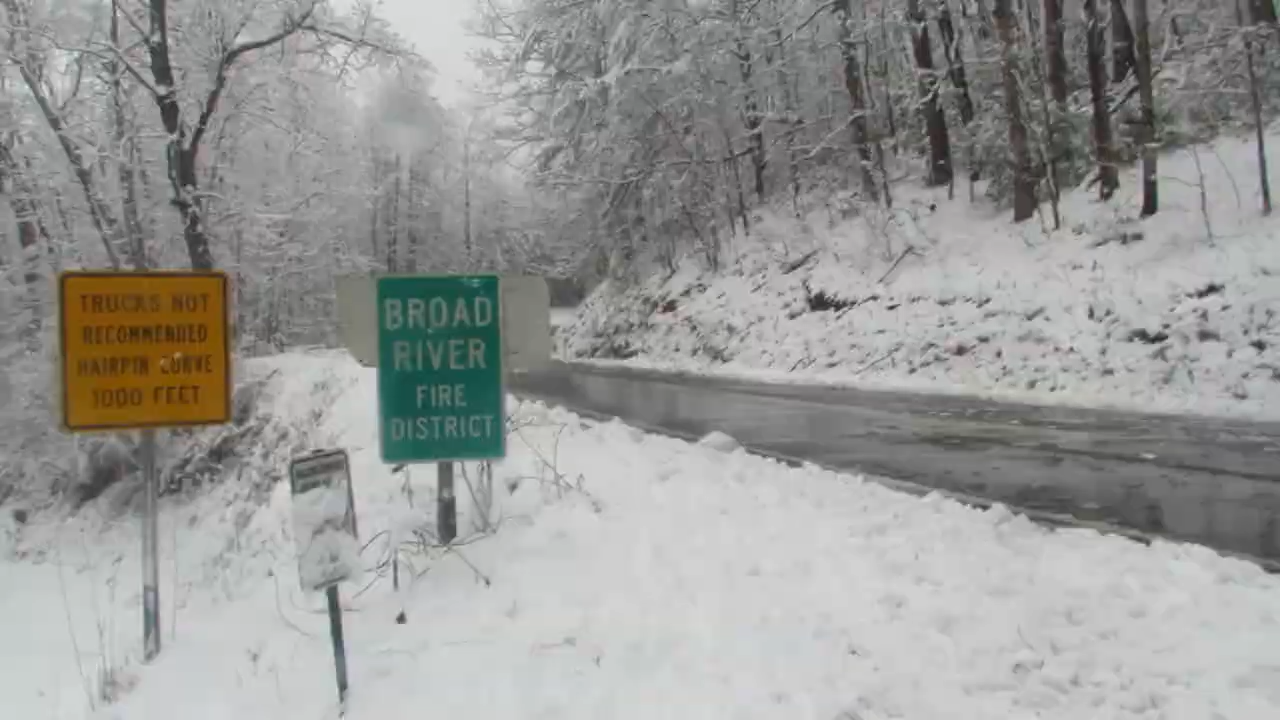 TRUCKS NOT
RECOMMENDED
HAIRPIN CURVE
1000 FEET
BROAD
RIVER
FIRE
DISTRICT